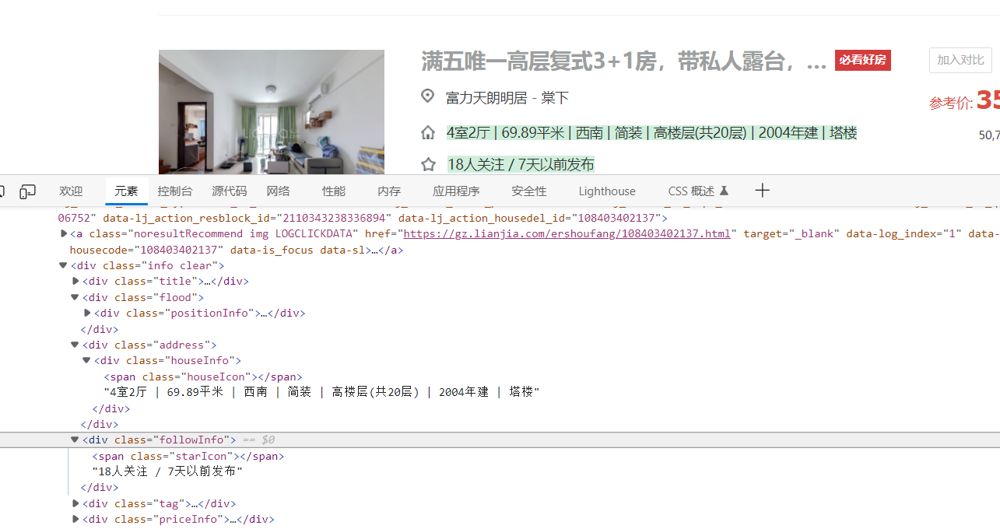 满五唯一高层复式3+1房，带私人露台，... 必看好房 加入对比
富力天朗明居 - 棠下
参考价: 35
4室2厅 | 69.89平米 | 西南 | 简装 | 高楼层(共20层) | 2004年建 | 塔楼
50,7
18人关注 / 7天以前发布
欢迎 元素 控制台 源代码 网络 性能 内存 应用程序 安全性 Lighthouse CSS 概述
06752" data-lj_action_resblock_id="2110343238336894" data-lj_action_housedel_id="108403402137">
<a class="noresultRecommend img LOGCLICKDATA" href="https://gz.lianjia.com/ershoufang/108403402137.html" target="_blank" data-log_index="1" data-
housecode="108403402137" data-is_focus data-sl>…</a>
<div class="info clear">
<div class="title">…</div>
<div class="flood">
<div class="positionInfo">…</div>
</div>
<div class="address">
<div class="houseInfo">
<span class="houseIcon"></span>
"4室2厅 | 69.89平米 | 西南 | 简装 | 高楼层(共20层) | 2004年建 | 塔楼"
</div>
</div>
<div class="followInfo"> == $0
<span class="starIcon"></span>
"18人关注 / 7天以前发布"
</div>
<div class="tag">…</div>
<div class="priceInfo">…</div>